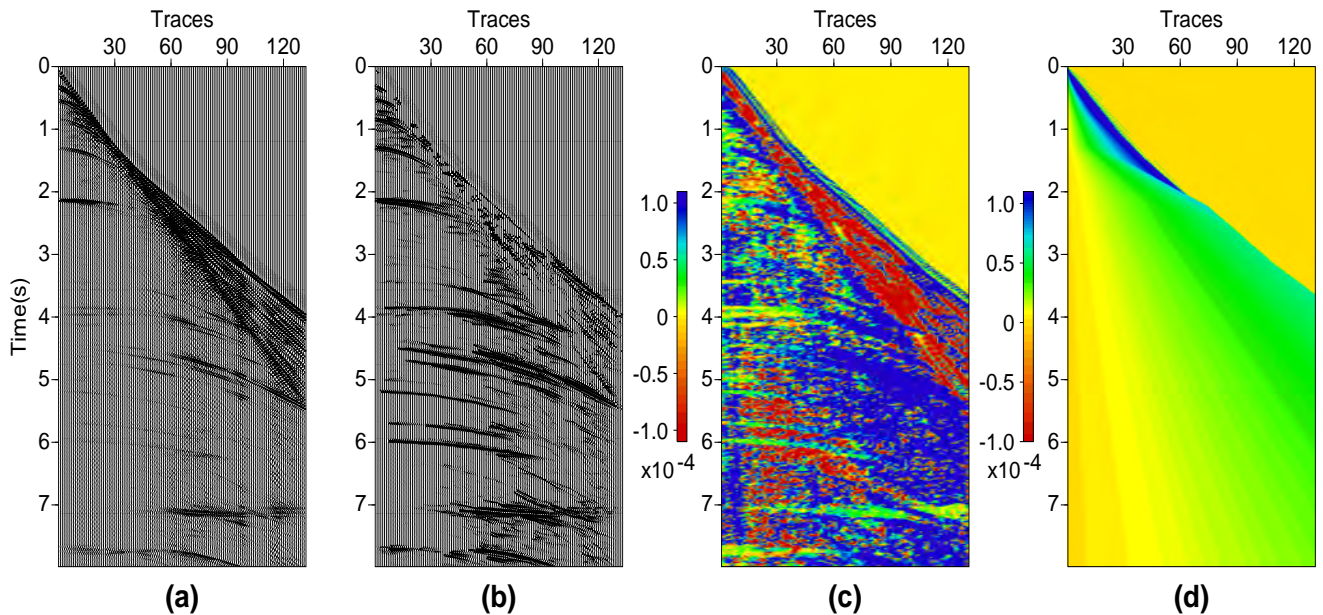 Traces Traces Traces Traces
30 60 90 120 30 60 90 120 30 60 90 120 30 60 90 120
0 0 0 0
1 1 1 1
2 2 1.0 2 1.0 2
3 3 0.5 3 0.5 3
Time(s) 4 4 0 4 0 4
5 5 -0.5 5 -0.5 5
6 6 -1.0 6 -1.0 6
x10-4 x10-4
7 7 7 7
(a) (b) (c) (d)